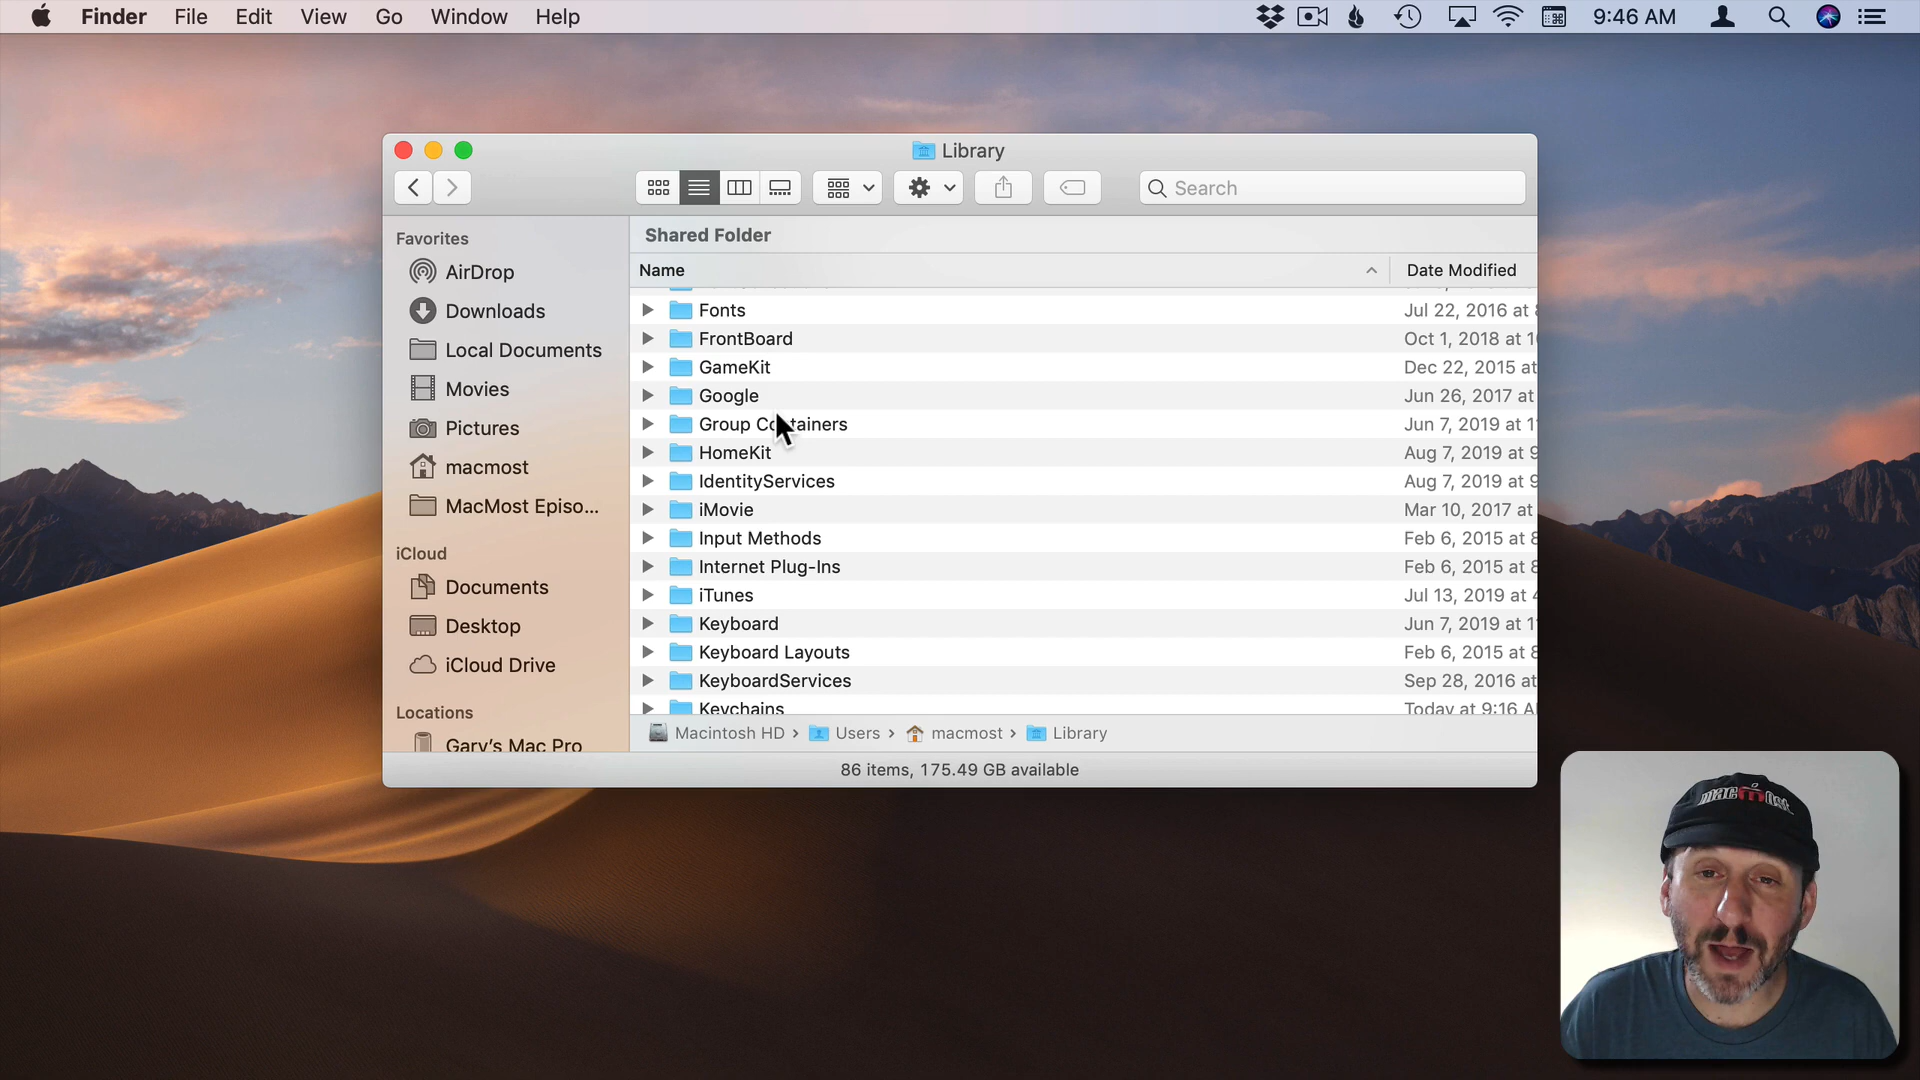 Finder File Edit View Go Window Help 9:46 AM
Library
Search
Favorites
AirDrop
Downloads
Local Documents
Movies
Pictures
macmost
MacMost Episo...
iCloud
Documents
Desktop
iCloud Drive
Locations
Gary's Mac Pro
Shared Folder
Name Date Modified
Fonts Jul 22, 2016 at
FrontBoard Oct 1, 2018 at
GameKit Dec 22, 2015 at
Google Jun 26, 2017 at
Group Containers Jun 7, 2019 at
HomeKit Aug 7, 2019 at
IdentityServices Aug 7, 2019 at
iMovie Mar 10, 2017 at
Input Methods Feb 6, 2015 at
Internet Plug-Ins Feb 6, 2015 at
iTunes Jul 13, 2019 at
Keyboard Jun 7, 2019 at
Keyboard Layouts Feb 6, 2015 at
KeyboardServices Sep 28, 2016 at
Keychains Today at 9:16
Macintosh HD › Users › macmost › Library
86 items, 175.49 GB available
macmost